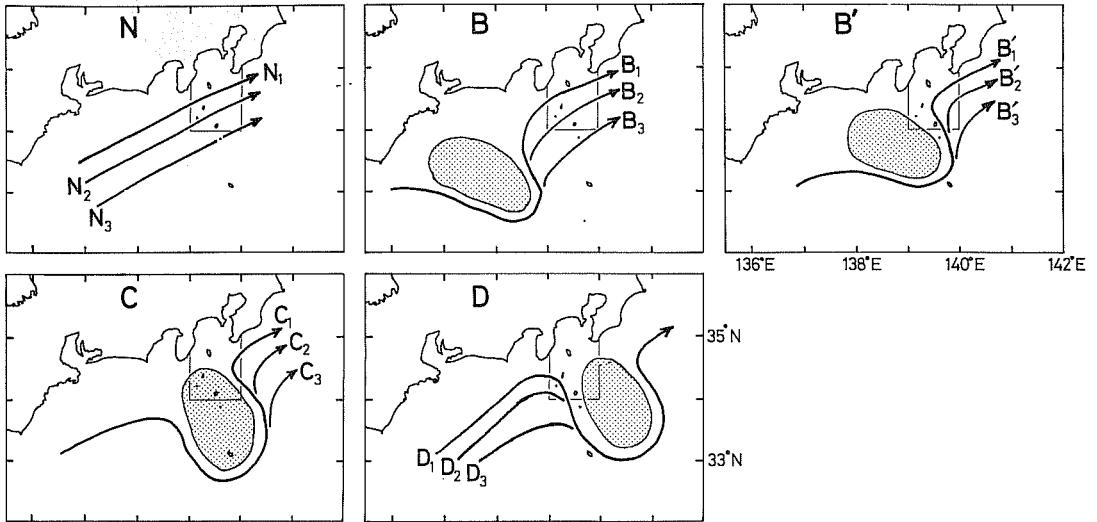 N
N₁
N₂
N₃
B
B₁
B₂
B₃
B′
B′₁
B′₂
B′₃
136°E
138°E
140°E
142°E
C
C₁
C₂
C₃
D
D₁
D₂
D₃
35°N
33°N